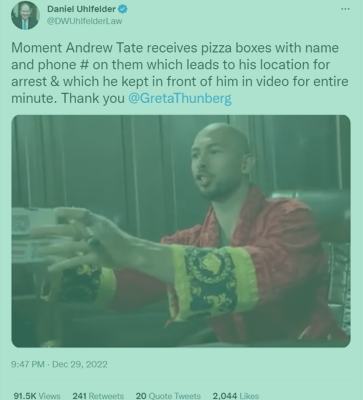 Daniel Uhlfelder
@DWUhlfelderLaw
Moment Andrew Tate receives pizza boxes with name
and phone # on them which leads to his location for
arrest & which he kept in front of him in video for entire
minute. Thank you @GretaThunberg
9:47 PM · Dec 29, 2022
91.5K Views 241 Retweets 20 Quote Tweets 2,044 Likes